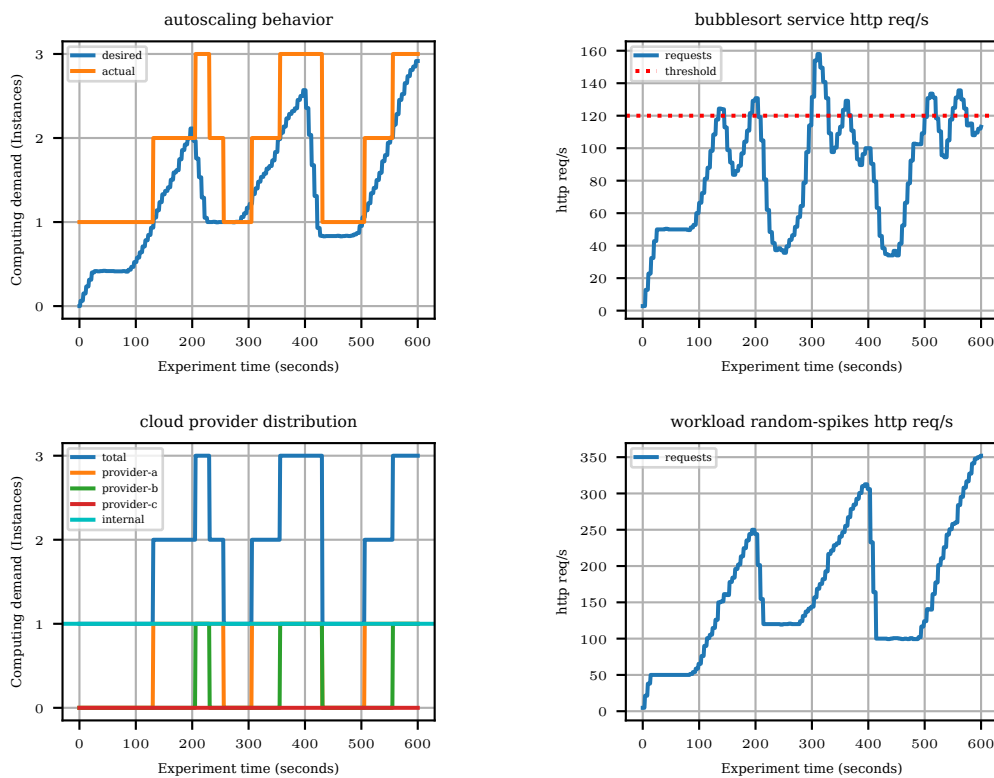 autoscaling behavior
desired
actual
3
2
1
0
Computing demand (Instances)
0 100 200 300 400 500 600
Experiment time (seconds)
bubblesort service http req/s
requests
threshold
160
140
120
100
80
60
40
20
0
http req/s
0 100 200 300 400 500 600
Experiment time (seconds)
cloud provider distribution
total
provider-a
provider-b
provider-c
internal
3
2
1
0
Computing demand (Instances)
0 100 200 300 400 500 600
Experiment time (seconds)
workload random-spikes http req/s
requests
350
300
250
200
150
100
50
0
http req/s
0 100 200 300 400 500 600
Experiment time (seconds)